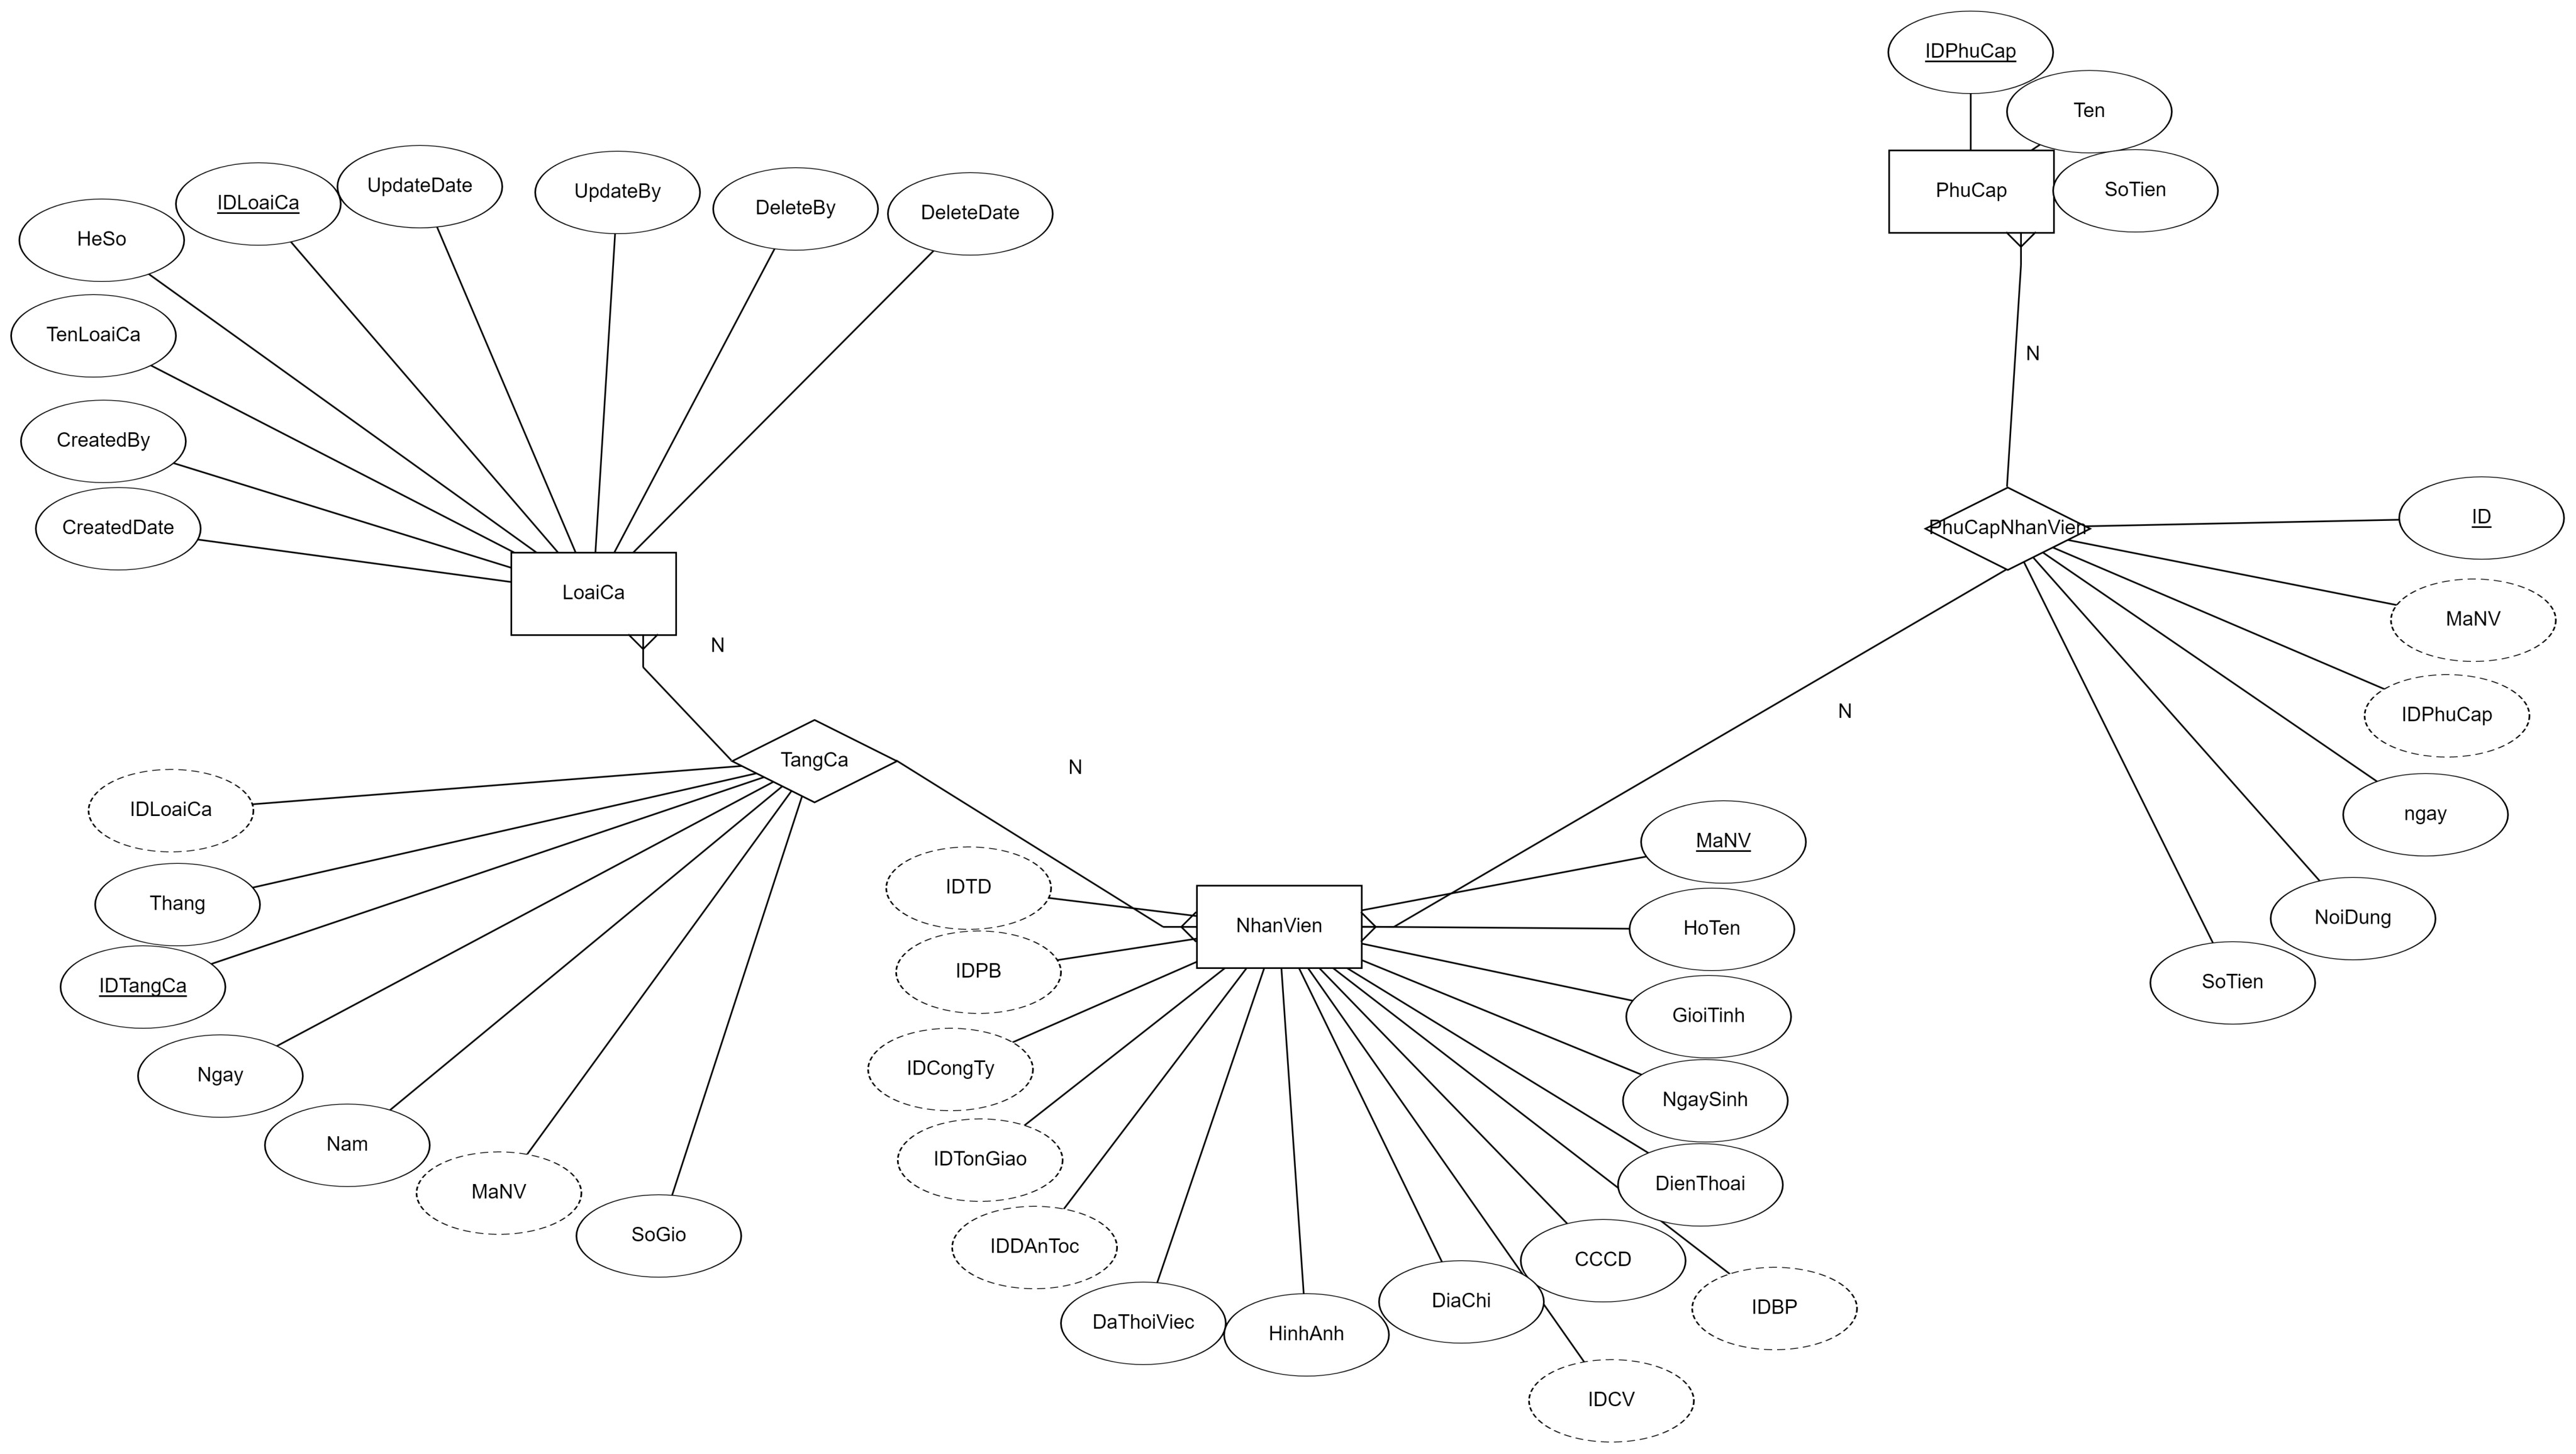 IDPhuCap
Ten
PhuCap
SoTien
HeSo
IDLoaiCa
UpdateDate
UpdateBy
DeleteBy
DeleteDate
TenLoaiCa
CreatedBy
CreatedDate
LoaiCa
N
N
PhuCapNhanVien
ID
MaNV
IDPhuCap
ngay
NoiDung
SoTien
N
N
TangCa
IDLoaiCa
Thang
IDTangCa
Ngay
Nam
MaNV
SoGio
NhanVien
IDTD
IDPB
IDCongTy
IDTonGiao
IDDAnToc
DaThoiViec
HinhAnh
DiaChi
CCCD
IDCV
IDBP
MaNV
HoTen
GioiTinh
NgaySinh
DienThoai